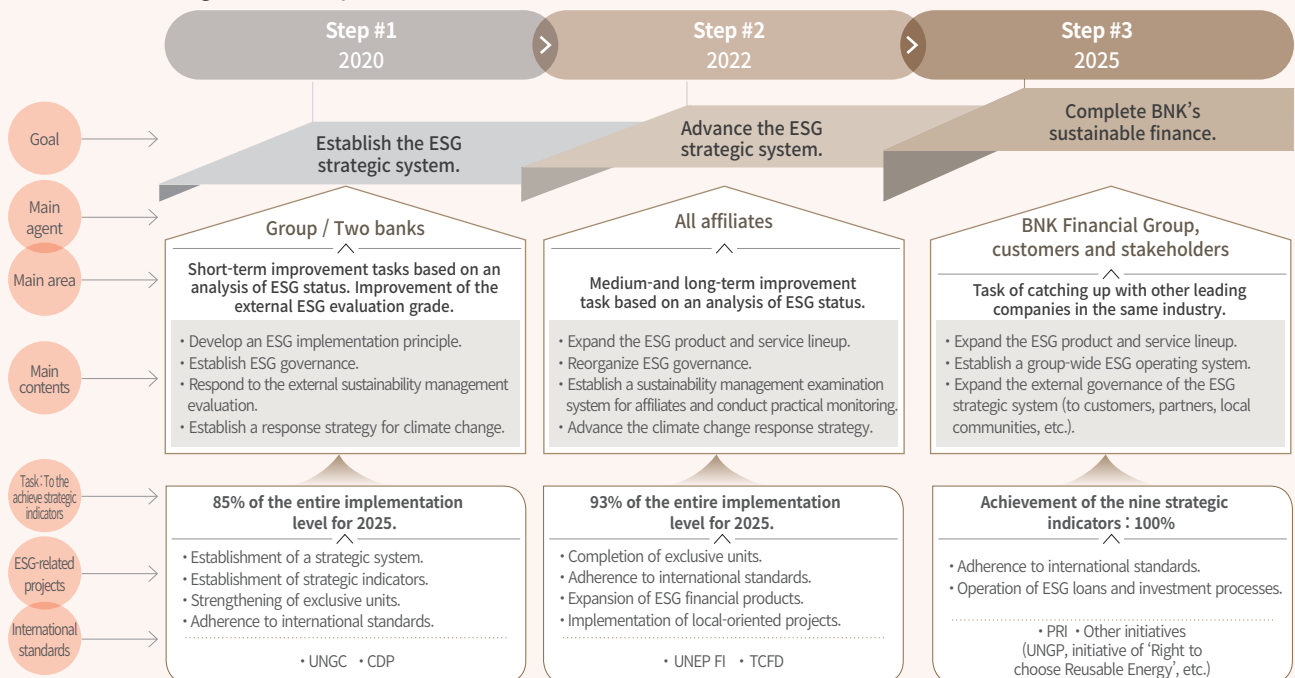 Step #1
2020
Step #2
2022
Step #3
2025
Goal
Establish the ESG
strategic system.
Advance the ESG
strategic system.
Complete BNK's
sustainable finance.
Main
agent
Group / Two banks
All affiliates
BNK Financial Group,
customers and stakeholders
Main area
Short-term improvement tasks based on an
analysis of ESG status. Improvement of the
external ESG evaluation grade.
Medium-and long-term improvement
task based on an analysis of ESG status.
Task of catching up with other leading
companies in the same industry.
Main
contents
• Develop an ESG implementation principle.
• Establish ESG governance.
• Respond to the external sustainability management
evaluation.
• Establish a response strategy for climate change.
• Expand the ESG product and service lineup.
• Reorganize ESG governance.
• Establish a sustainability management examination
system for affiliates and conduct practical monitoring.
• Advance the climate change response strategy.
• Expand the ESG product and service lineup.
• Establish a group-wide ESG operating system.
• Expand the external governance of the ESG
strategic system (to customers, partners, local
communities, etc.).
Task : To the
achieve strategic
indicators
85% of the entire implementation
level for 2025.
93% of the entire implementation
level for 2025.
Achievement of the nine strategic
indicators : 100%
ESG-related
projects
• Establishment of a strategic system.
• Establishment of strategic indicators.
• Strengthening of exclusive units.
• Adherence to international standards.
• Completion of exclusive units.
• Adherence to international standards.
• Expansion of ESG financial products.
• Implementation of local-oriented projects.
• Adherence to international standards.
• Operation of ESG loans and investment processes.
International
standards
• UNGC • CDP
• UNEP FI • TCFD
• PRI • Other initiatives
(UNGP, initiative of 'Right to
choose Reusable Energy', etc.)